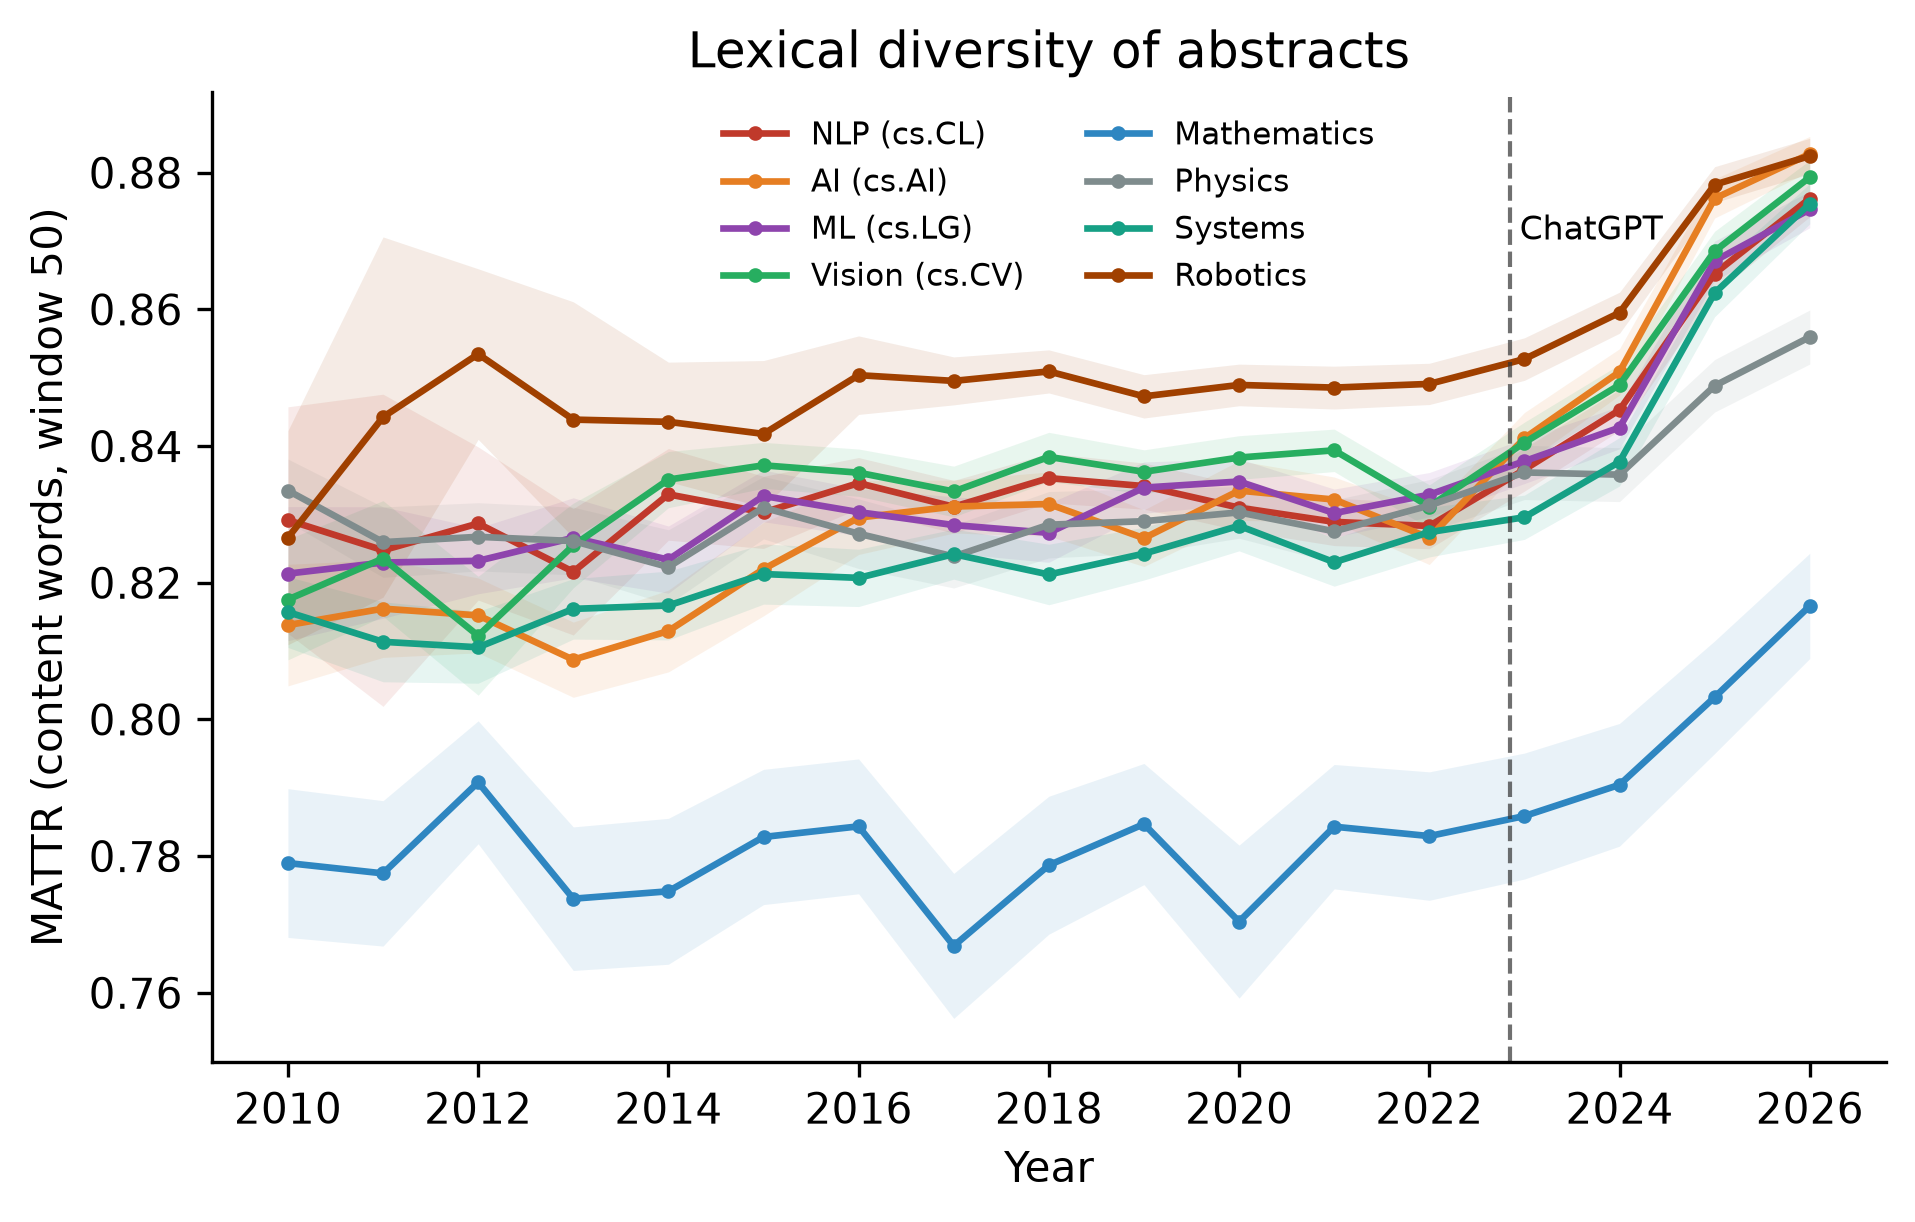 Lexical diversity of abstracts
NLP (cs.CL)
AI (cs.AI)
ML (cs.LG)
Vision (cs.CV)
Mathematics
Physics
Systems
Robotics
ChatGPT
MATTR (content words, window 50)
0.88
0.86
0.84
0.82
0.80
0.78
0.76
2010 2012 2014 2016 2018 2020 2022 2024 2026
Year